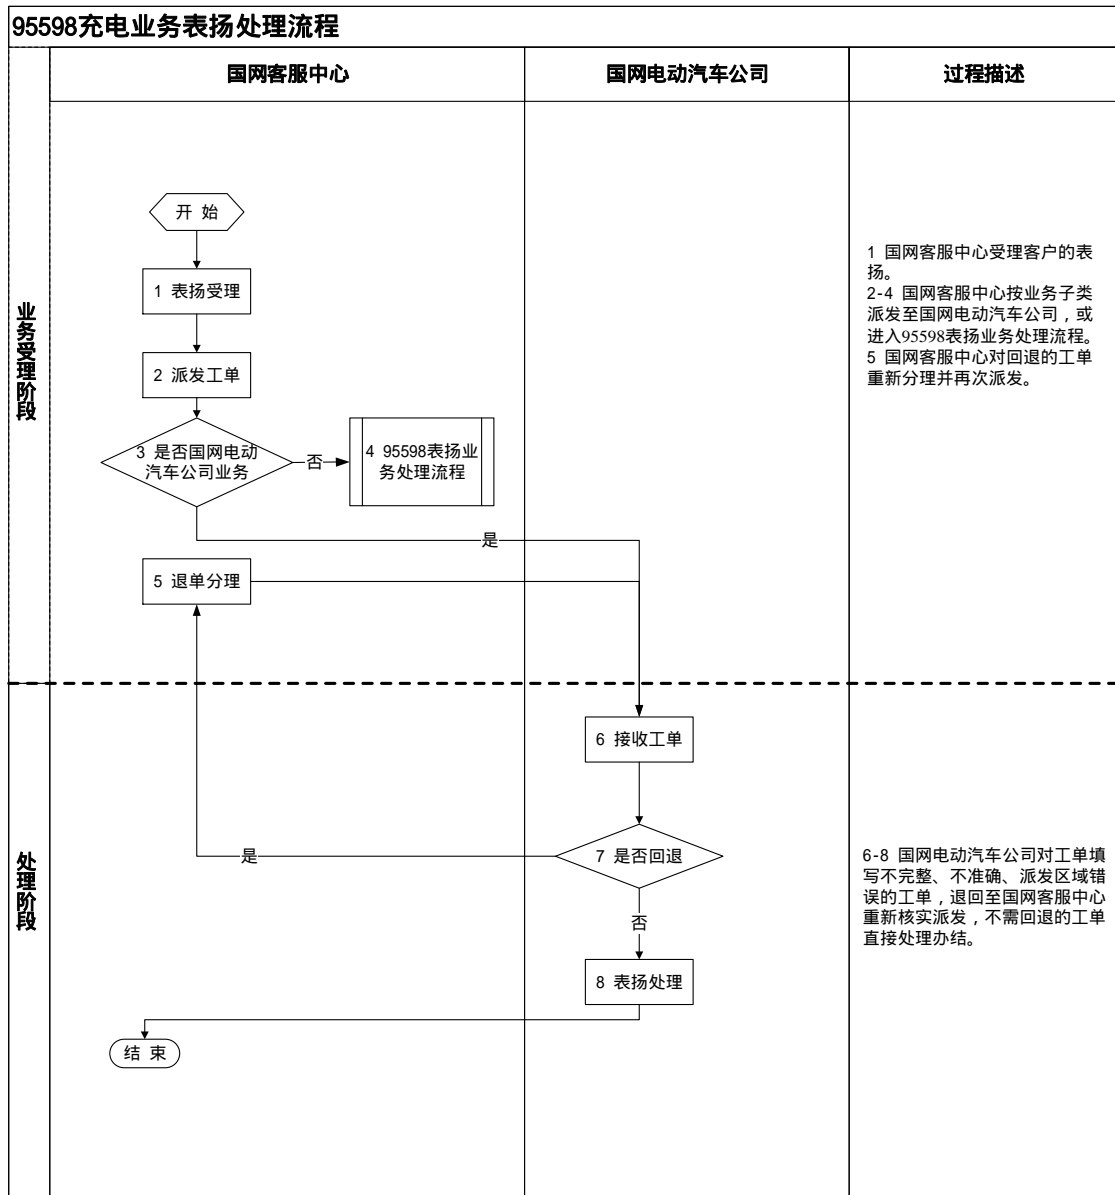 95598充电业务表扬处理流程
国网客服中心
国网电动汽车公司
过程描述
业务受理阶段
开 始
1 表扬受理
2 派发工单
3 是否国网电动
汽车公司业务
否
4 95598表扬业
务处理流程
是
5 退单分理
1 国网客服中心受理客户的表
扬。
2-4 国网客服中心按业务子类
派发至国网电动汽车公司，或
进入95598表扬业务处理流程。
5 国网客服中心对回退的工单
重新分理并再次派发。
处理阶段
6 接收工单
7 是否回退
是
否
8 表扬处理
结 束
6-8 国网电动汽车公司对工单填
写不完整、不准确、派发区域错
误的工单，退回至国网客服中心
重新核实派发，不需回退的工单
直接处理办结。